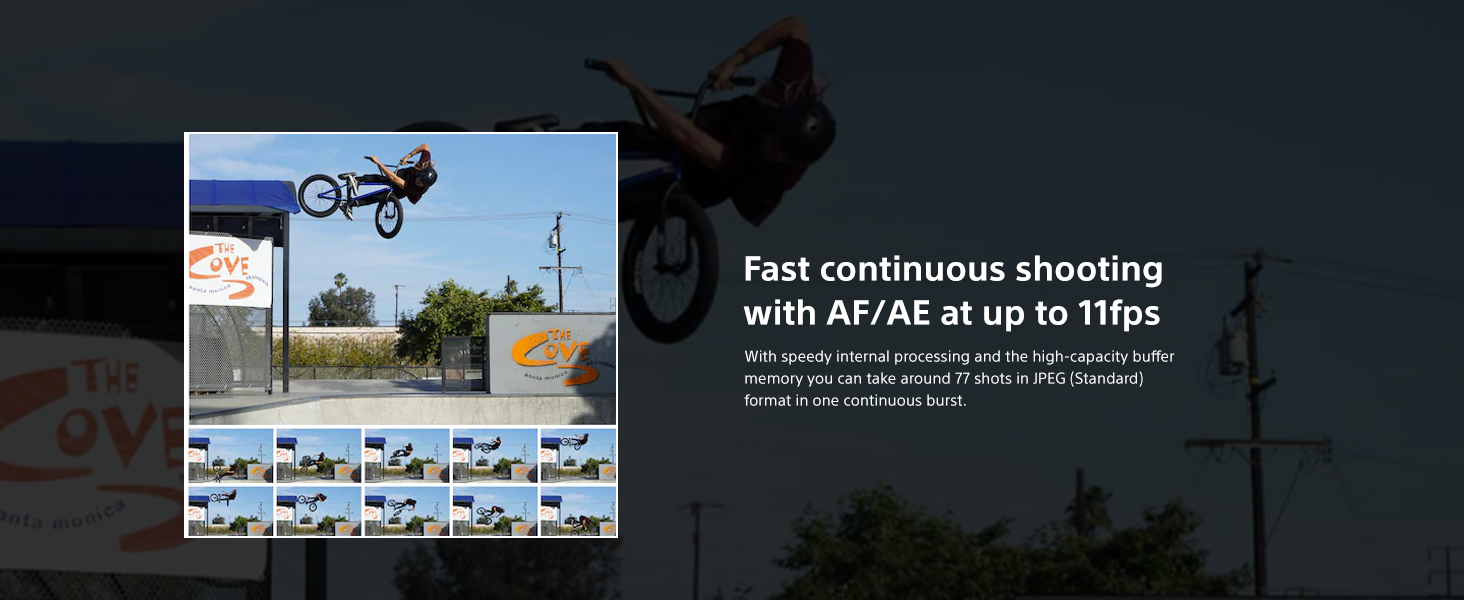 THE
COVE
santa monica
THE
COVE
santa monica
THE
COVE
santa monica
Fast continuous shooting
with AF/AE at up to 11fps
With speedy internal processing and the high-capacity buffer
memory you can take around 77 shots in JPEG (Standard)
format in one continuous burst.